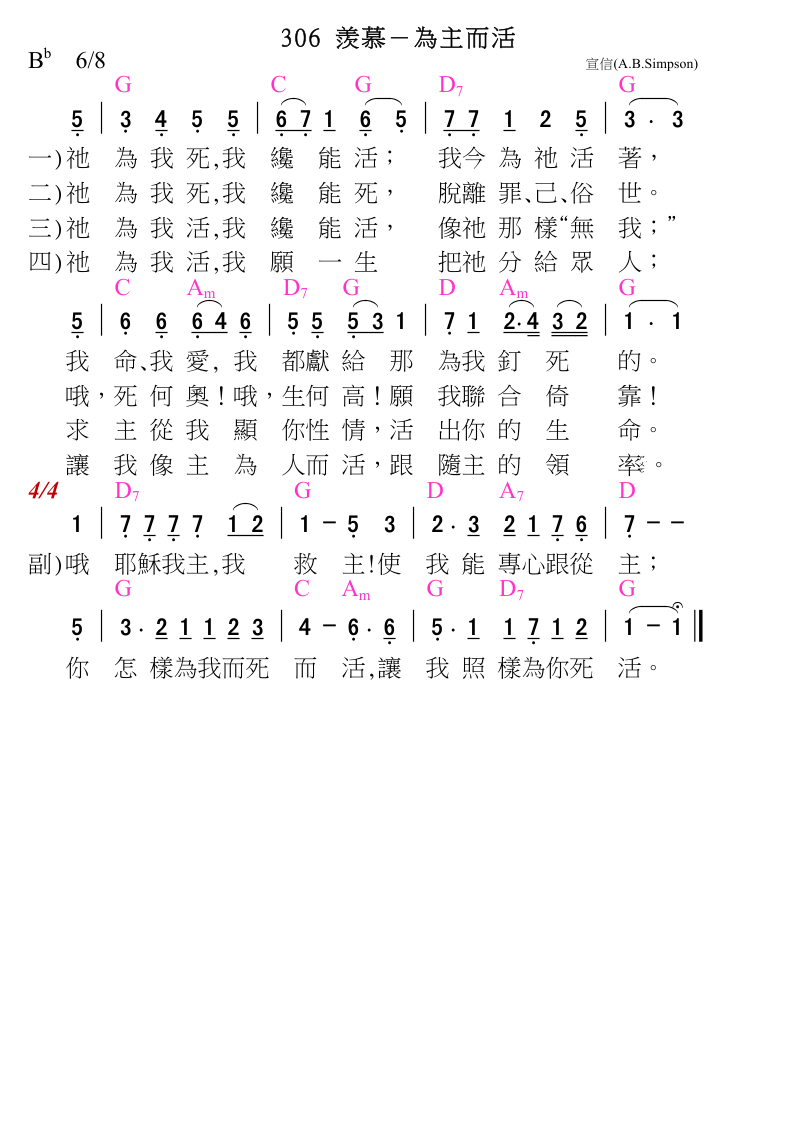 306 羨慕－為主而活
Bb 6/8 宣信(A.B.Simpson)
G C G D7 G
5 | 3 4 5 5 | 6 7 1 6 5 | 7 7 1 2 5 | 3 . 3
一)祂 為 我 死,我 纔 能 活； 我今 為 祂 活 著，
二)祂 為 我 死,我 纔 能 死， 脫離 罪、己、俗 世。
三)祂 為 我 活,我 纔 能 活， 像祂 那 樣“無 我；”
四)祂 為 我 活,我 願 一 生 把祂 分 給 眾 人；
C Am D7 G D Am G
5 | 6 6 6 4 6 | 5 5 5 3 1 | 7 1 2.4 3 2 | 1 . 1
我 命、我 愛, 我 都獻 給 那 為我 釘 死 的。
哦，死 何 奧！哦，生何 高！願 我聯 合 倚 靠！
求 主 從 我 顯 你性 情，活 出你 的 生 命。
讓 我 像 主 為 人而 活，跟 隨主 的 領 率。
4/4 D7 G D A7 D
1 | 7 7 7 7 1 2 | 1 － 5 3 | 2 . 3 2 1 7 6 | 7 － －
副)哦 耶穌我主,我 救 主!使 我 能 專心跟從 主；
G C Am G D7 G
5 | 3 . 2 1 1 2 3 | 4 － 6 . 6 | 5 . 1 1 7 1 2 | 1 － 1 ||
你 怎 樣為我而死 而 活,讓 我 照 樣為你死 活。